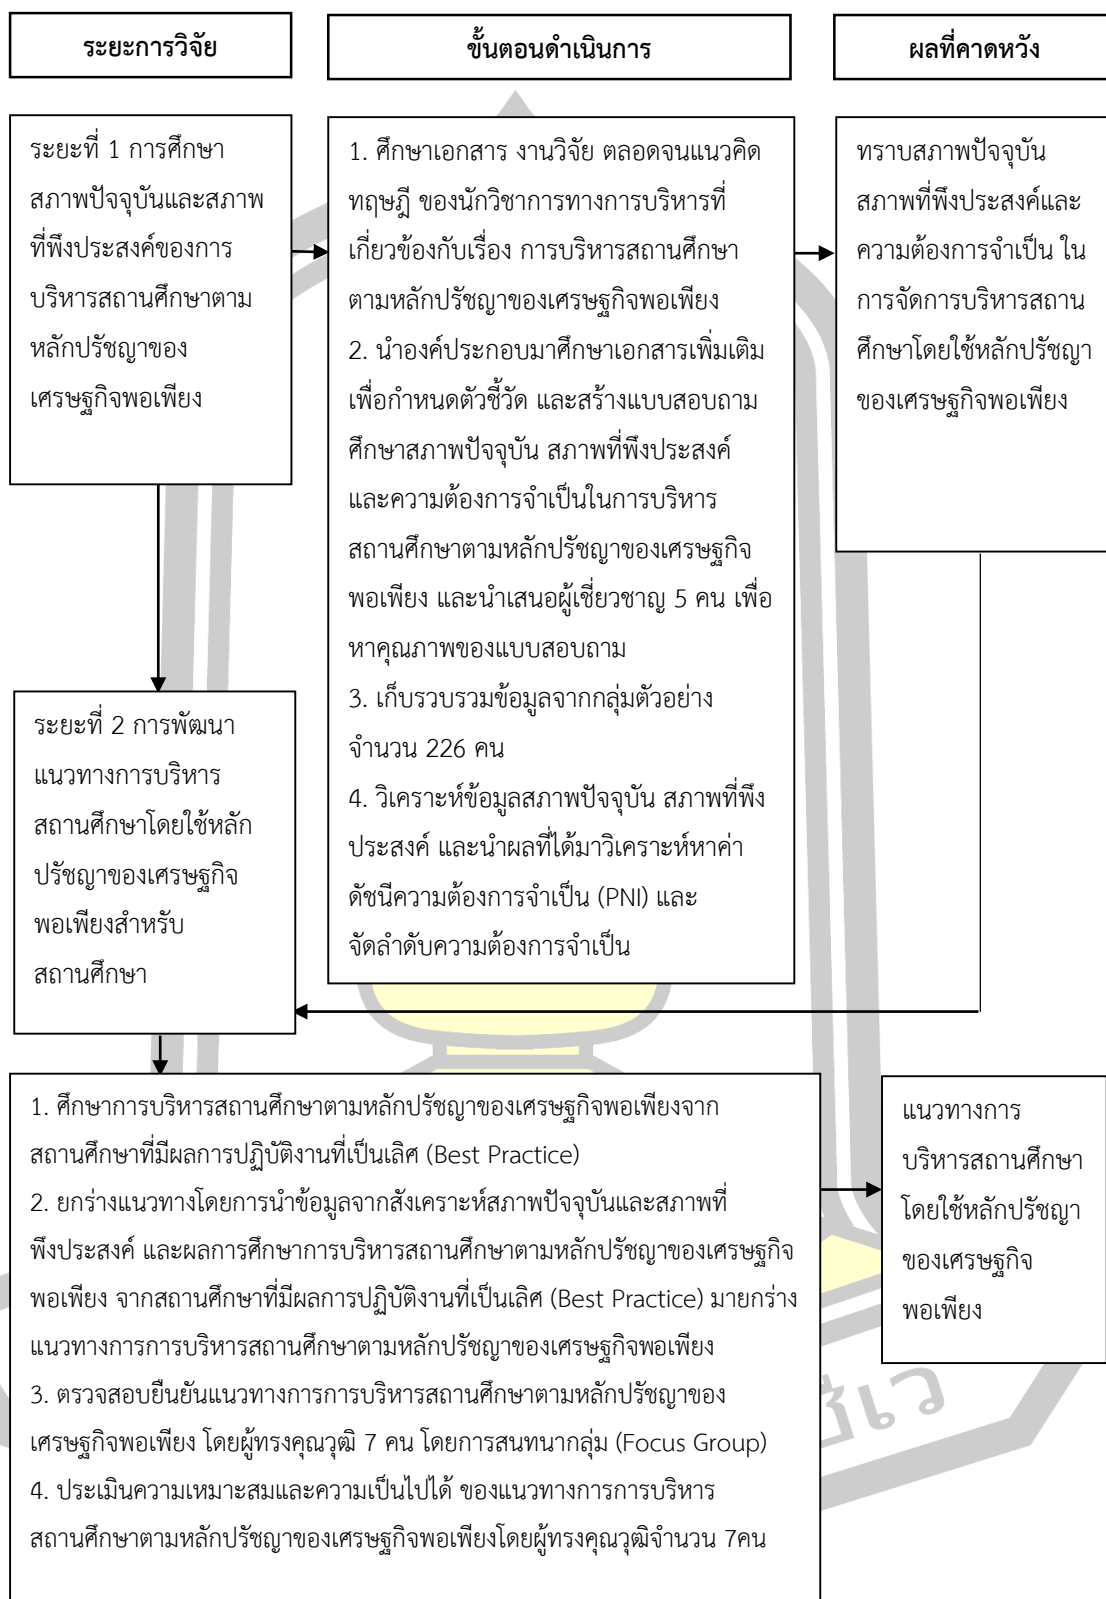 ระยะการวิจัย
ขั้นตอนดำเนินการ
ผลที่คาดหวัง
ระยะที่ 1 การศึกษา
สภาพปัจจุบันและสภาพ
ที่พึงประสงค์ของการ
บริหารสถานศึกษาตาม
หลักปรัชญาของ
เศรษฐกิจพอเพียง
1. ศึกษาเอกสาร งานวิจัย ตลอดจนแนวคิด
ทฤษฎี ของนักวิชาการทางการบริหารที่
เกี่ยวข้องกับเรื่อง การบริหารสถานศึกษา
ตามหลักปรัชญาของเศรษฐกิจพอเพียง
2. นำองค์ประกอบมาศึกษาเอกสารเพิ่มเติม
เพื่อกำหนดตัวชี้วัด และสร้างแบบสอบถาม
ศึกษาสภาพปัจจุบัน สภาพที่พึงประสงค์
และความต้องการจำเป็นในการบริหาร
สถานศึกษาตามหลักปรัชญาของเศรษฐกิจ
พอเพียง และนำเสนอผู้เชี่ยวชาญ 5 คน เพื่อ
หาคุณภาพของแบบสอบถาม
3. เก็บรวบรวมข้อมูลจากกลุ่มตัวอย่าง
จำนวน 226 คน
4. วิเคราะห์ข้อมูลสภาพปัจจุบัน สภาพที่พึง
ประสงค์ และนำผลที่ได้มาวิเคราะห์หาค่า
ดัชนีความต้องการจำเป็น (PNI) และ
จัดลำดับความต้องการจำเป็น
ทราบสภาพปัจจุบัน
สภาพที่พึงประสงค์และ
ความต้องการจำเป็น ใน
การจัดการบริหารสถาน
ศึกษาโดยใช้หลักปรัชญา
ของเศรษฐกิจพอเพียง
ระยะที่ 2 การพัฒนา
แนวทางการบริหาร
สถานศึกษาโดยใช้หลัก
ปรัชญาของเศรษฐกิจ
พอเพียงสำหรับ
สถานศึกษา
1. ศึกษาการบริหารสถานศึกษาตามหลักปรัชญาของเศรษฐกิจพอเพียงจาก
สถานศึกษาที่มีผลการปฏิบัติงานที่เป็นเลิศ (Best Practice)
2. ยกร่างแนวทางโดยการนำข้อมูลจากสังเคราะห์สภาพปัจจุบันและสภาพที่
พึงประสงค์ และผลการศึกษาการบริหารสถานศึกษาตามหลักปรัชญาของเศรษฐกิจ
พอเพียง จากสถานศึกษาที่มีผลการปฏิบัติงานที่เป็นเลิศ (Best Practice) มายกร่าง
แนวทางการการบริหารสถานศึกษาตามหลักปรัชญาของเศรษฐกิจพอเพียง
3. ตรวจสอบยืนยันแนวทางการการบริหารสถานศึกษาตามหลักปรัชญาของ
เศรษฐกิจพอเพียง โดยผู้ทรงคุณวุฒิ 7 คน โดยการสนทนากลุ่ม (Focus Group)
4. ประเมินความเหมาะสมและความเป็นไปได้ ของแนวทางการการบริหาร
สถานศึกษาตามหลักปรัชญาของเศรษฐกิจพอเพียงโดยผู้ทรงคุณวุฒิจำนวน 7คน
แนวทางการ
บริหารสถานศึกษา
โดยใช้หลักปรัชญา
ของเศรษฐกิจ
พอเพียง